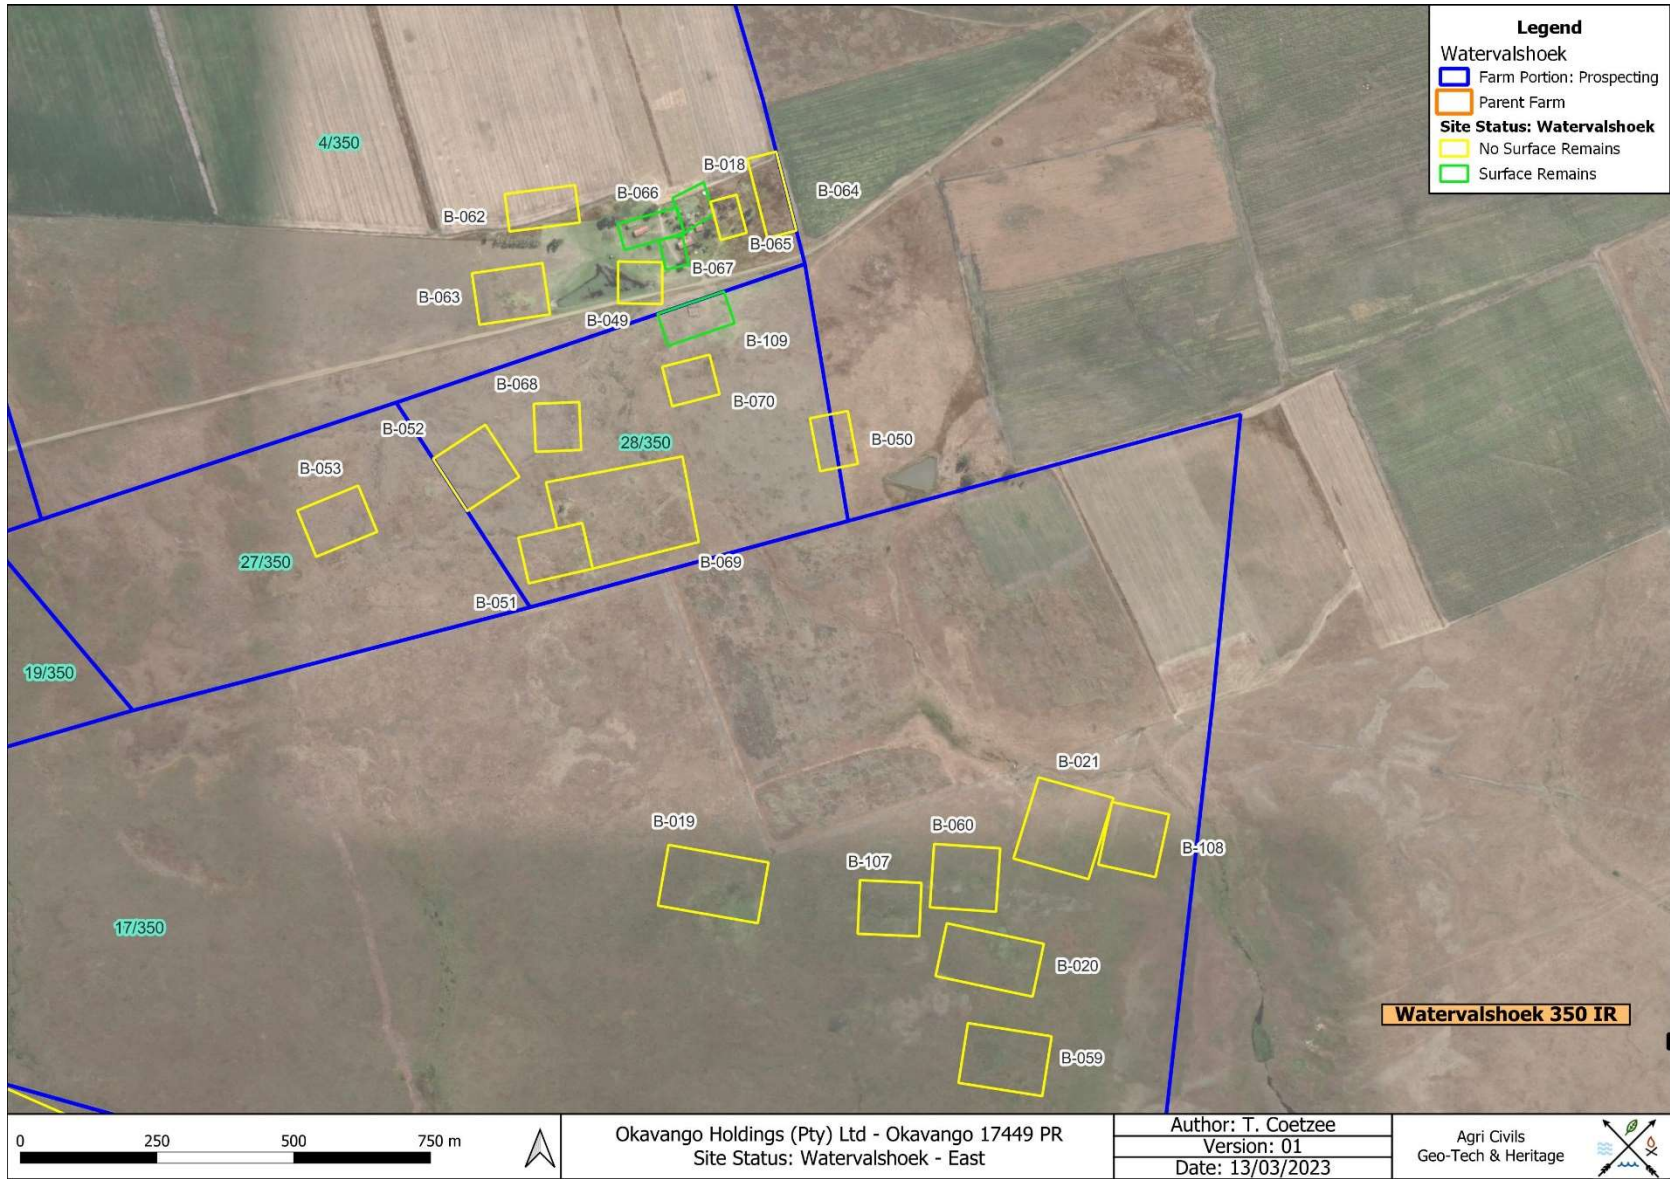 Legend
Watervalshoek
Farm Portion: Prospecting
Parent Farm
Site Status: Watervalshoek
No Surface Remains
Surface Remains
4/350
B-018
B-066
B-064
B-062
B-065
B-067
B-063
B-049
B-109
B-068
B-070
B-052
B-050
28/350
B-053
27/350
B-069
B-051
19/350
B-021
B-019
B-060
B-108
B-107
17/350
B-020
Watervalshoek 350 IR
B-059
0 250 500 750 m
Okavango Holdings (Pty) Ltd - Okavango 17449 PR
Site Status: Watervalshoek - East
Author: T. Coetzee
Version: 01
Date: 13/03/2023
Agri Civils
Geo-Tech & Heritage